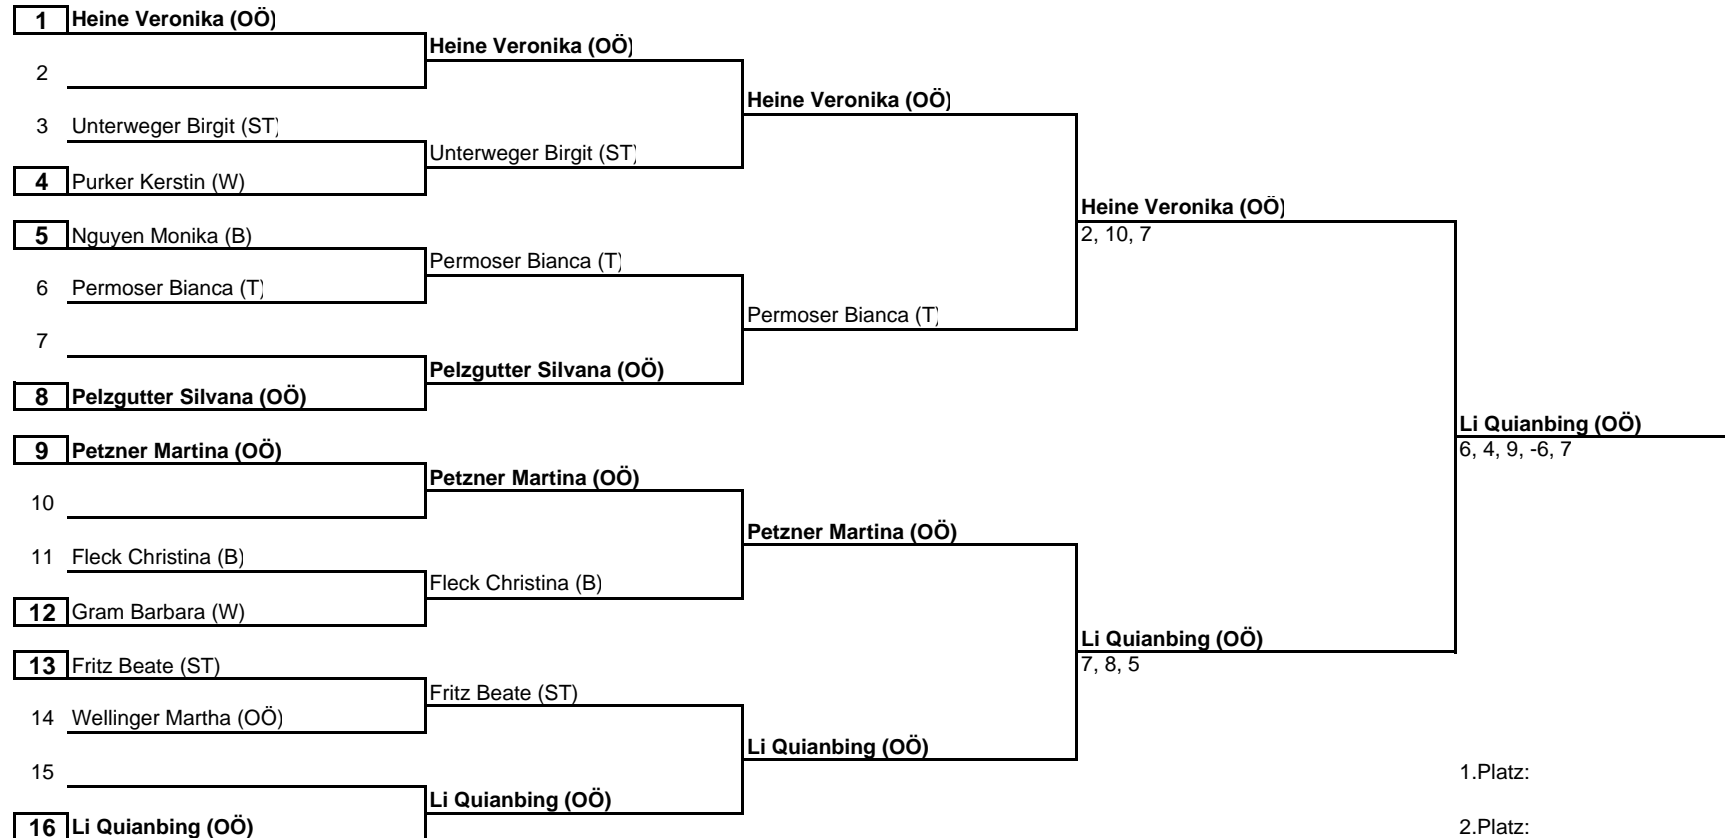 1 Heine Veronika (OÖ)
Heine Veronika (OÖ)
2
Heine Veronika (OÖ)
3 Unterweger Birgit (ST)
Unterweger Birgit (ST)
4 Purker Kerstin (W)
Heine Veronika (OÖ)
5 Nguyen Monika (B)
2, 10, 7
Permoser Bianca (T)
6 Permoser Bianca (T)
Permoser Bianca (T)
7
Pelzgutter Silvana (OÖ)
8 Pelzgutter Silvana (OÖ)
Li Quianbing (OÖ)
9 Petzner Martina (OÖ)
6, 4, 9, -6, 7
Petzner Martina (OÖ)
10
Petzner Martina (OÖ)
11 Fleck Christina (B)
Fleck Christina (B)
12 Gram Barbara (W)
Li Quianbing (OÖ)
13 Fritz Beate (ST)
7, 8, 5
Fritz Beate (ST)
14 Wellinger Martha (OÖ)
Li Quianbing (OÖ)
15
1.Platz:
Li Quianbing (OÖ)
16 Li Quianbing (OÖ)
2.Platz: